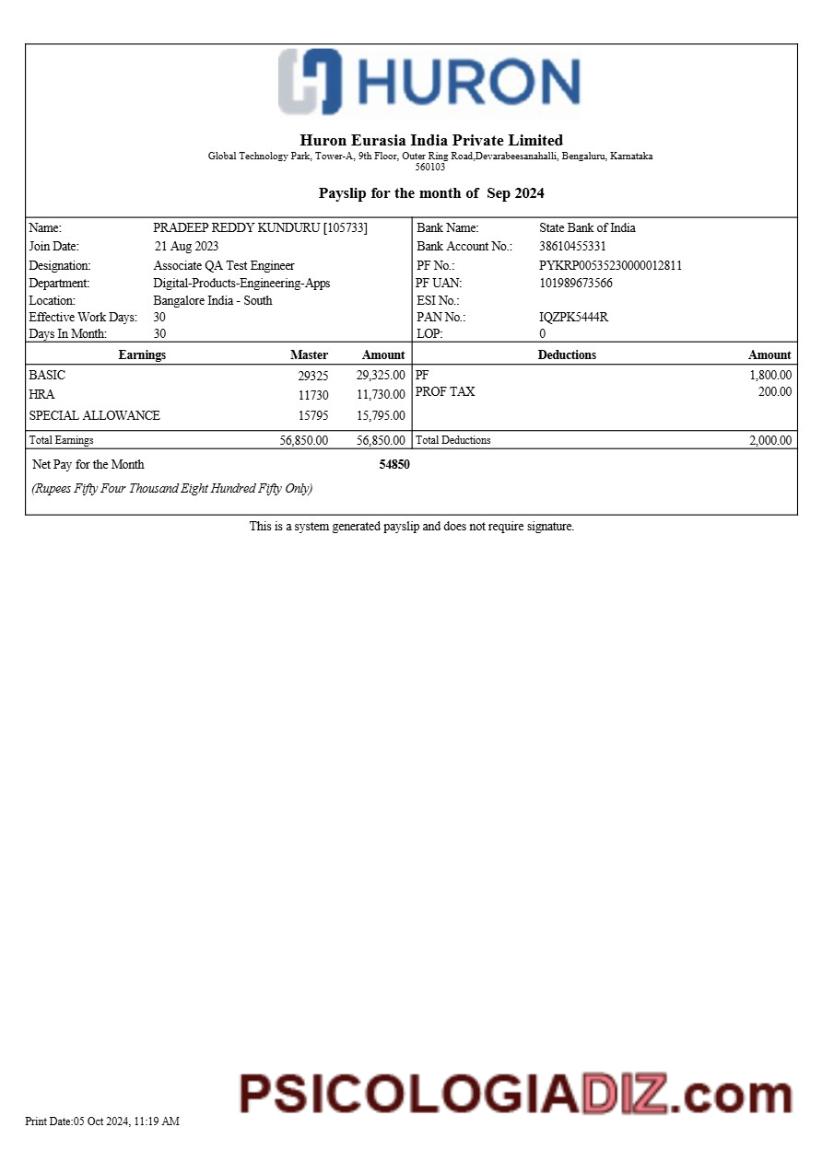 HURON
Huron Eurasia India Private Limited
Global Technology Park, Tower-A, 9th Floor, Outer Ring Road,Devarabeesanahalli, Bengaluru, Karnataka
560103
Payslip for the month of Sep 2024
Name: PRADEEP REDDY KUNDURU [105733] Bank Name: State Bank of India
Join Date: 21 Aug 2023 Bank Account No.: 38610455331
Designation: Associate QA Test Engineer PF No.: PYKRP00535230000012811
Department: Digital-Products-Engineering-Apps PF UAN: 101989673566
Location: Bangalore India - South ESI No.:
Effective Work Days: 30 PAN No.: IQZPK5444R
Days In Month: 30 LOP: 0
Earnings Master Amount Deductions Amount
BASIC 29325 29,325.00 PF 1,800.00
HRA 11730 11,730.00 PROF TAX 200.00
SPECIAL ALLOWANCE 15795 15,795.00
Total Earnings 56,850.00 56,850.00 Total Deductions 2,000.00
Net Pay for the Month 54850
(Rupees Fifty Four Thousand Eight Hundred Fifty Only)
This is a system generated payslip and does not require signature.
PSICOLOGIADIZ.com
Print Date:05 Oct 2024, 11:19 AM